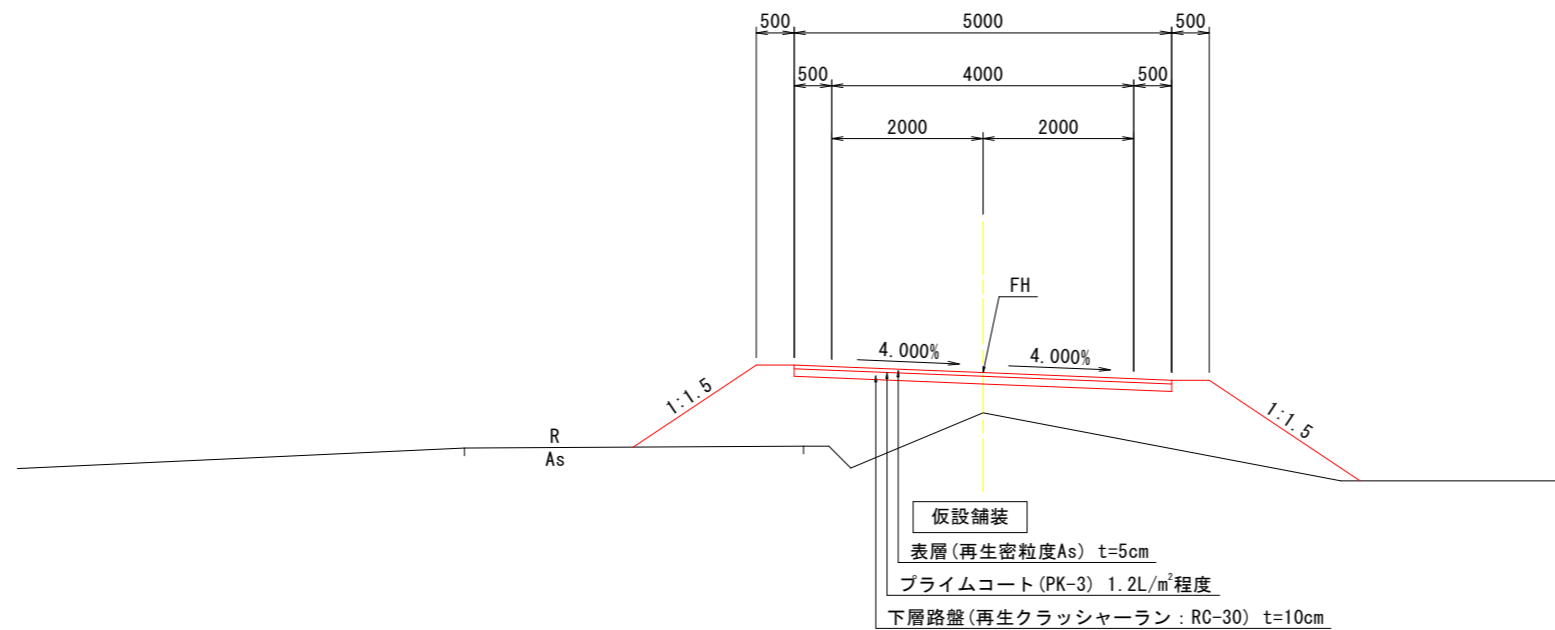 500 5000 500
500 4000 500
2000 2000
FH
4.000% 4.000%
1:1.5
1:1.5
R
As
仮設舗装
表層(再生密粒度As) t=5cm
プライムコート(PK-3) 1.2L/m²程度
下層路盤(再生クラッシャーラン：RC-30) t=10cm